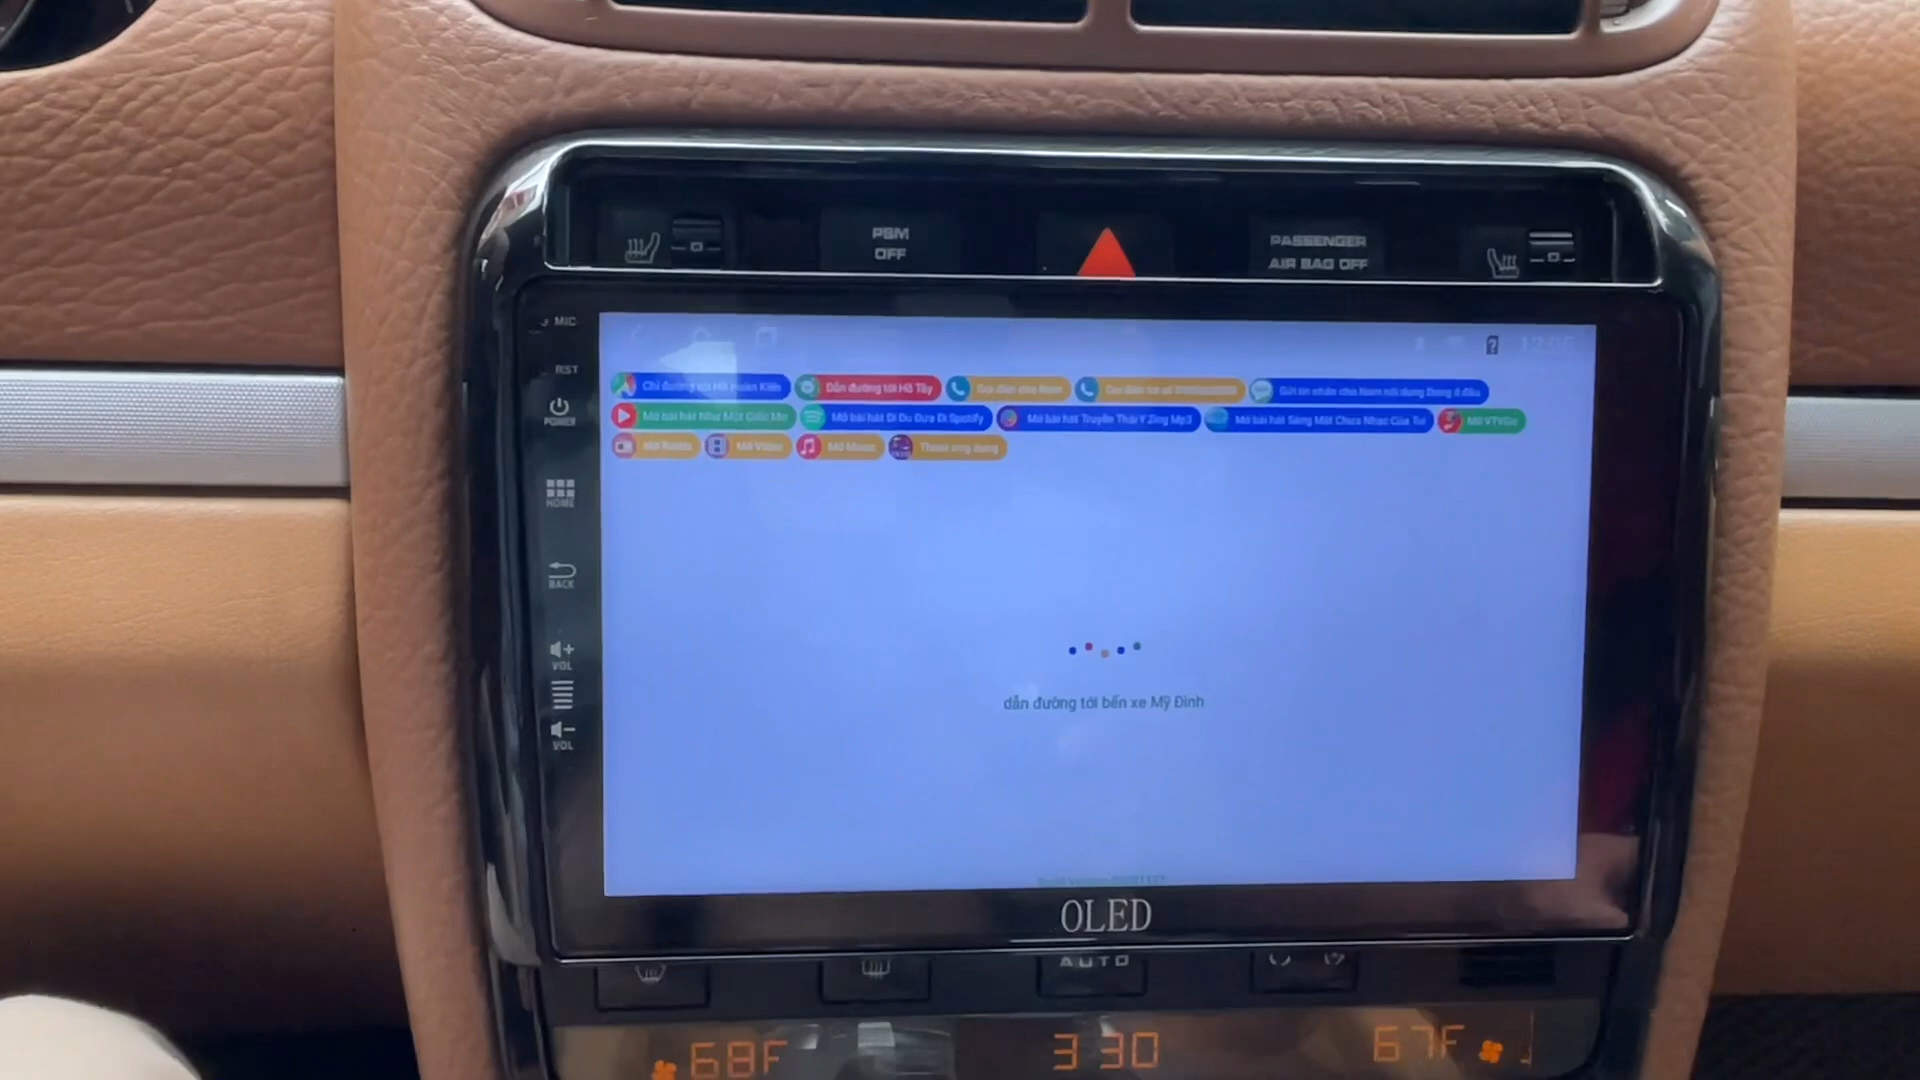 PSM
OFF
PASSENGER
AIR BAG OFF
MIC
RST
POWER
HOME
BACK
VOL
VOL
Chỉ đường tới Hồ Hoàn Kiếm
Dẫn đường tới Hồ Tây
Gọi điện cho Nam
Gửi tin nhắn cho Nam nội dung Đang ở đâu
Mở bài hát Như Một Giấc Mơ
Mở bài hát Đi Đu Đưa Đi Spotify
Mở bài hát Truyền Thái Y Zing Mp3
Mở bài hát Sáng Mắt Chưa Nhạc Của Tui
Mở VTVGo
Mở Radio
Mở Video
Mở Music
Thoát ứng dụng
dẫn đường tới bến xe Mỹ Đình
OLED
AUTO
68F
3 30
67F